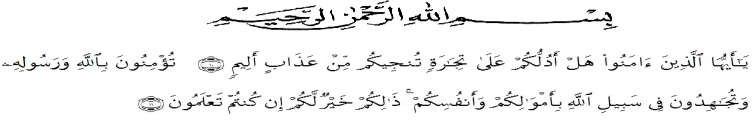 بِسْمِ اللَّهِ الرَّحْمَٰنِ الرَّحِيمِ
يَٰٓأَيُّهَا ٱلَّذِينَ ءَامَنُوا۟ هَلْ أَدُلُّكُمْ عَلَىٰ تِجَٰرَةٍ تُنجِيكُم مِّنْ عَذَابٍ أَلِيمٍ ۝ تُؤْمِنُونَ بِٱللَّهِ وَرَسُولِهِۦ
وَتُجَٰهِدُونَ فِى سَبِيلِ ٱللَّهِ بِأَمْوَٰلِكُمْ وَأَنفُسِكُمْ ۚ ذَٰلِكُمْ خَيْرٌ لَّكُمْ إِن كُنتُمْ تَعْلَمُونَ ۝